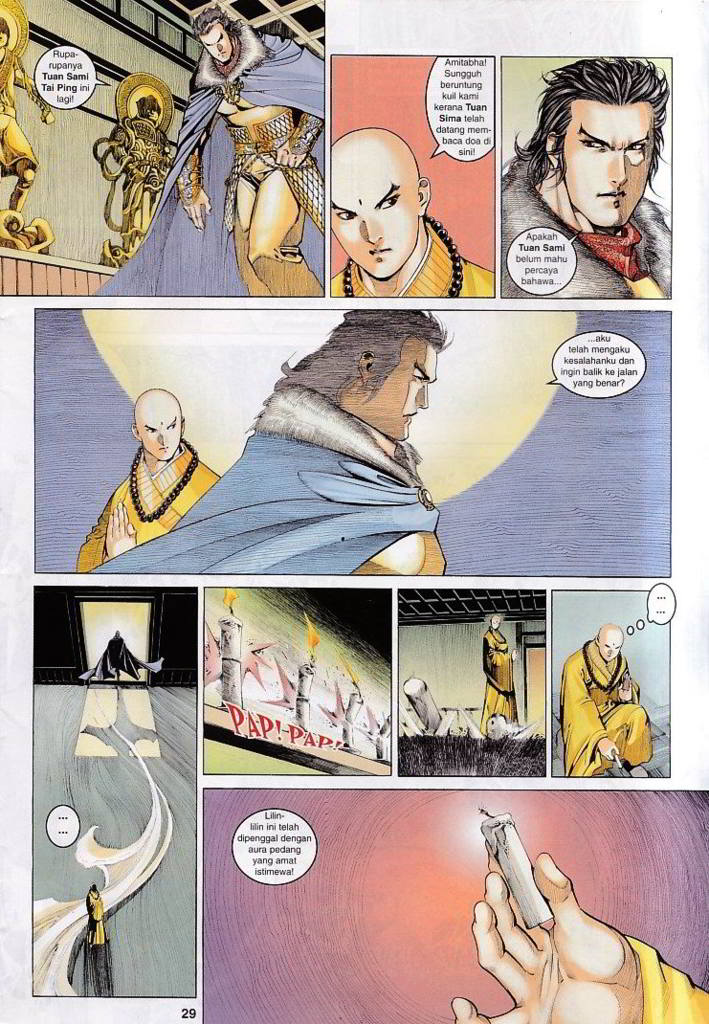 Rupa-
rupanya
Tuan Sami
Tai Ping ini
lagi!
Amitabha!
Sungguh
beruntung
kuil kami
kerana Tuan
Sima telah
datang mem-
baca doa di
sini!
Apakah
Tuan Sami
belum mahu
percaya
bahawa...
...aku
telah mengaku
kesalahanku dan
ingin balik ke jalan
yang benar?
...
...
PAP! PAP!
...
...
Lilin-
lilin ini telah
dipenggal dengan
aura pedang
yang amat
istimewa!
29